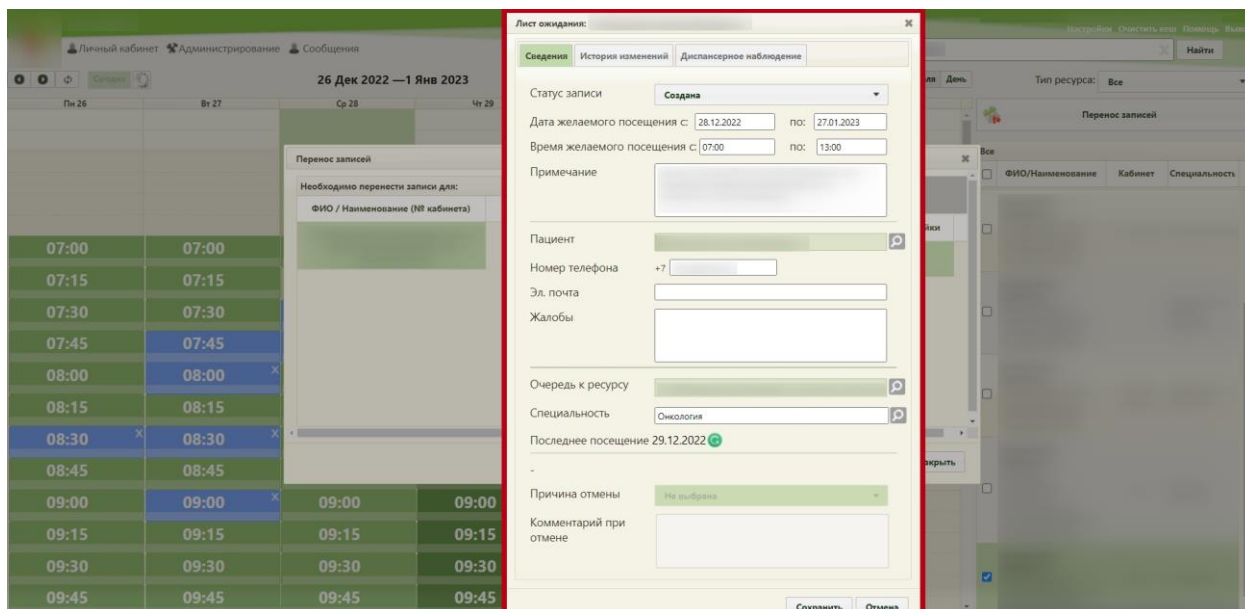 Настройки Очистить кеш Помощь
Личный кабинет Администрирование Сообщения
Найти
Сегодня
26 Дек 2022 —1 Янв 2023
День
Тип ресурса: Все
Пн 26 Вт 27 Ср 28 Чт 29
Перенос записей
Все
ФИО/Наименование Кабинет Специальность
Перенос записей
Необходимо перенести записи для:
ФИО / Наименование (№ кабинета)
07:00 07:00
07:15 07:15
07:30 07:30
07:45 07:45
08:00 08:00 X
08:15 08:15
08:30 X 08:30 X
08:45 08:45
09:00 09:00 X 09:00 09:00
09:15 09:15 09:15 09:15
09:30 09:30 09:30 09:30
09:45 09:45 09:45 09:45
Лист ожидания:
Сведения История изменений Диспансерное наблюдение
Статус записи Создана
Дата желаемого посещения с: 28.12.2022 по: 27.01.2023
Время желаемого посещения с: 07:00 по: 13:00
Примечание
Пациент
Номер телефона +7
Эл. почта
Жалобы
Очередь к ресурсу
Специальность Онкология
Последнее посещение 29.12.2022
-
Причина отмены Не выбрана
Комментарий при
отмене
Сохранить Отмена